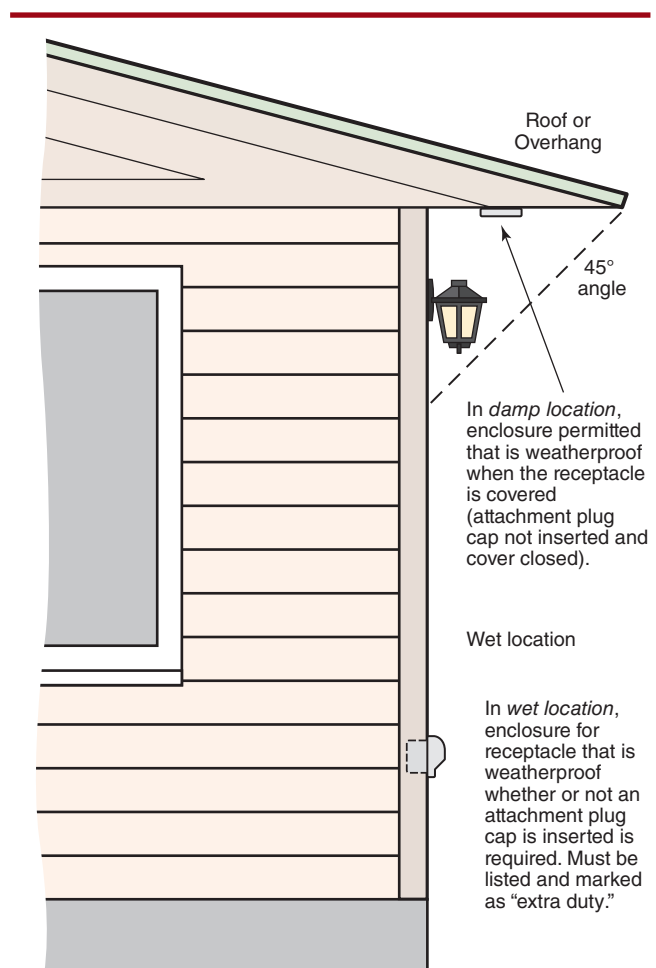 Roof or
Overhang
45°
angle
In damp location,
enclosure permitted
that is weatherproof
when the receptacle
is covered
(attachment plug
cap not inserted and
cover closed).
Wet location
In wet location,
enclosure for
receptacle that is
weatherproof
whether or not an
attachment plug
cap is inserted is
required. Must be
listed and marked
as “extra duty.”